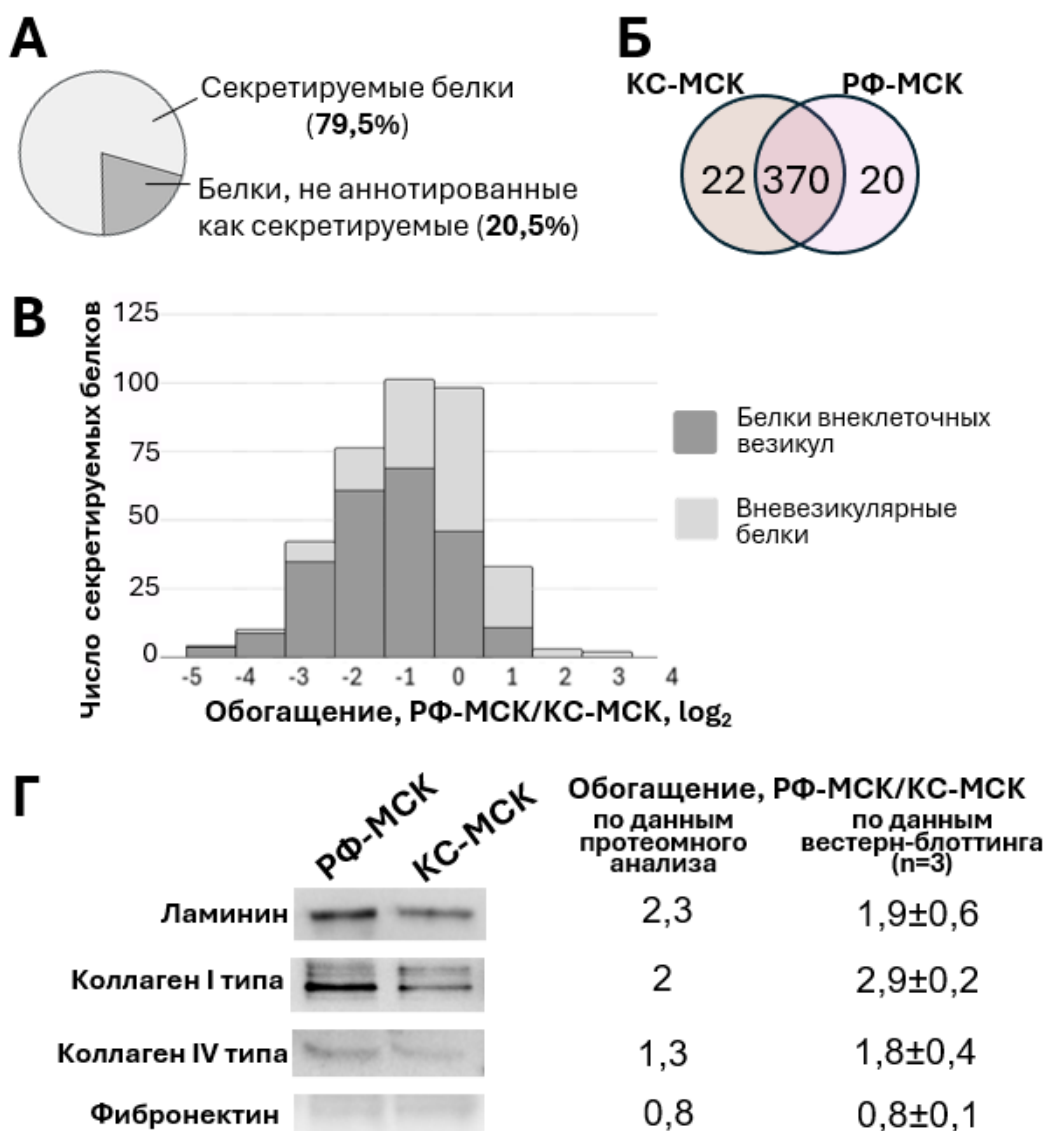 А
Секретируемые белки
(79,5%)
Белки, не аннотированные
как секретируемые (20,5%)
Б
КС-МСК РФ-МСК
22 370 20
В
Число секретируемых белков
125
100
75
50
25
0
-5 -4 -3 -2 -1 0 1 2 3 4
Обогащение, РФ-МСК/КС-МСК, log2
Белки внеклеточных
везикул
Вневезикулярные
белки
Г
РФ-МСК
КС-МСК
Обогащение, РФ-МСК/КС-МСК
по данным
протеомного
анализа
по данным
вестерн-блоттинга
(n=3)
Ламинин 2,3 1,9±0,6
Коллаген I типа 2 2,9±0,2
Коллаген IV типа 1,3 1,8±0,4
Фибронектин 0,8 0,8±0,1